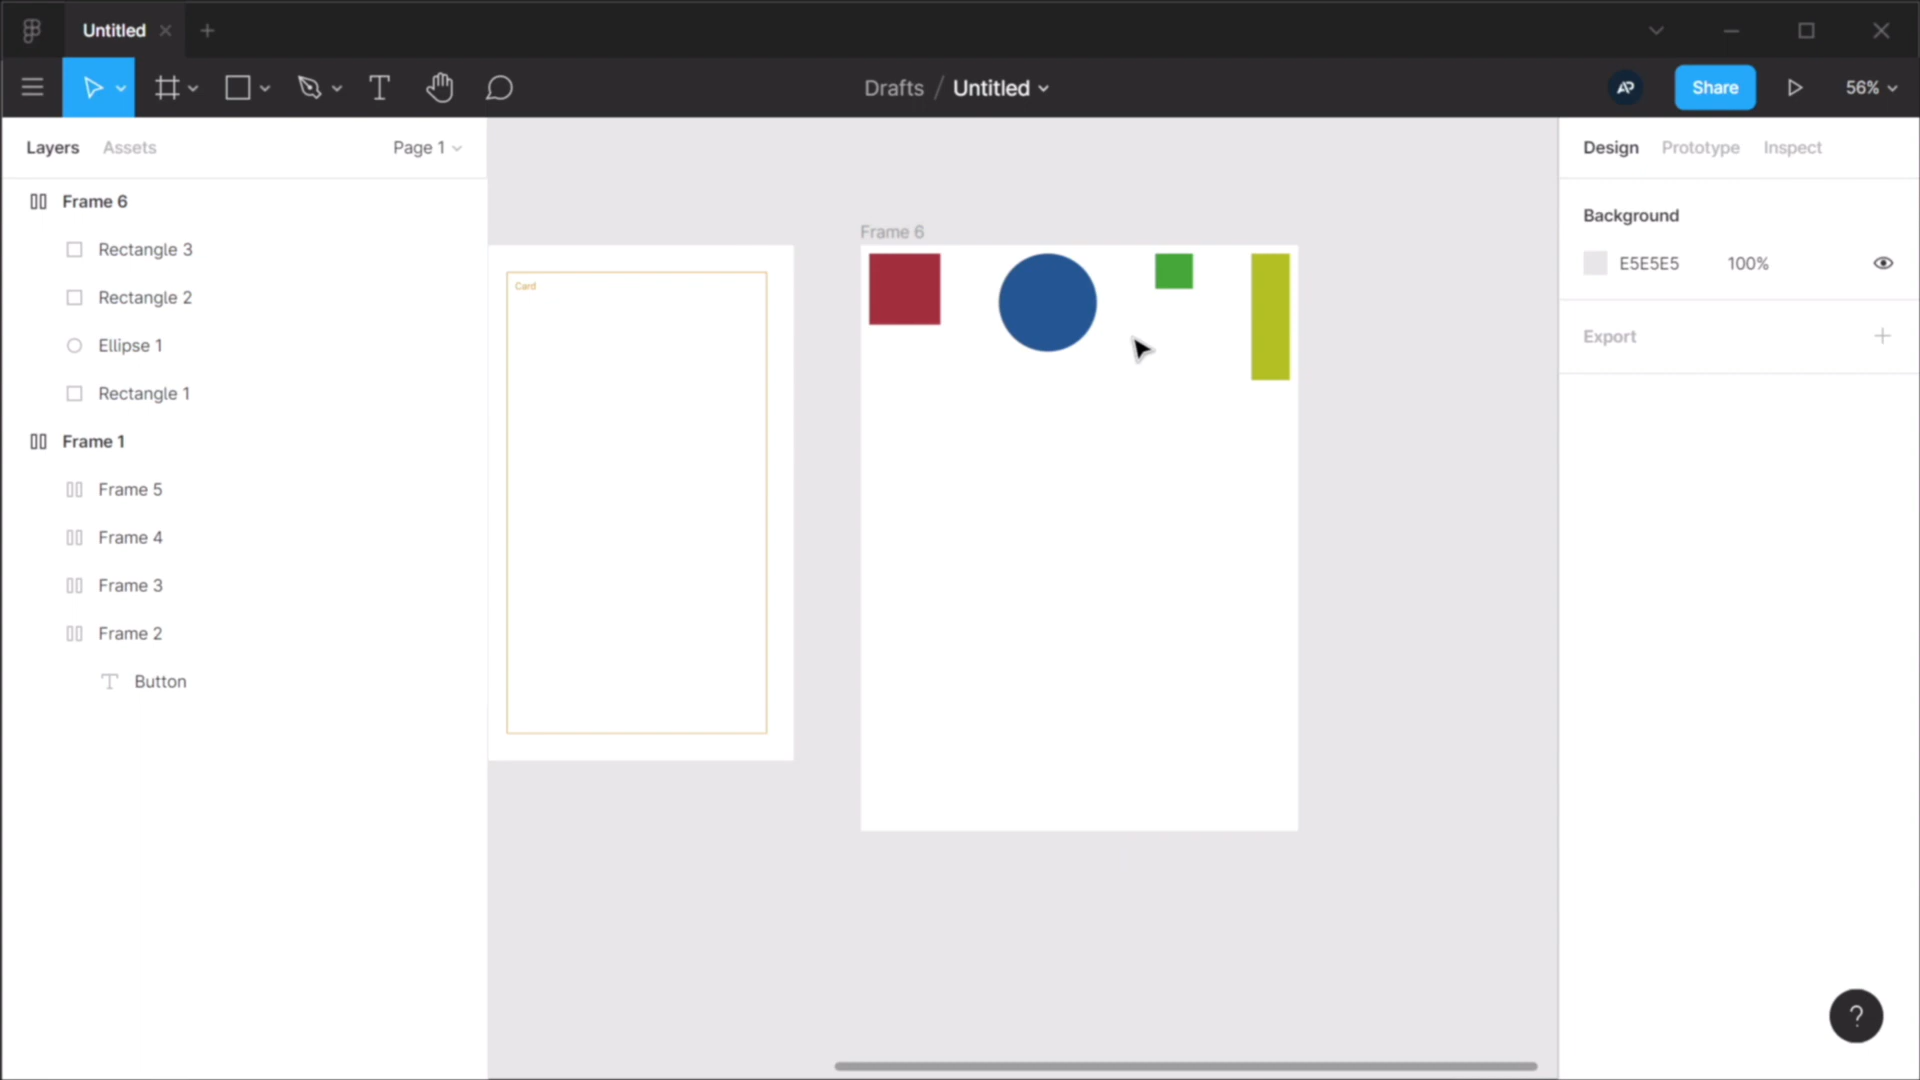 Untitled
Drafts / Untitled
AP
Share
56%
Layers
Assets
Page 1
Design
Prototype
Inspect
Frame 6
Rectangle 3
Rectangle 2
Ellipse 1
Rectangle 1
Frame 1
Frame 5
Frame 4
Frame 3
Frame 2
Button
Card
Frame 6
Background
E5E5E5
100%
Export
?